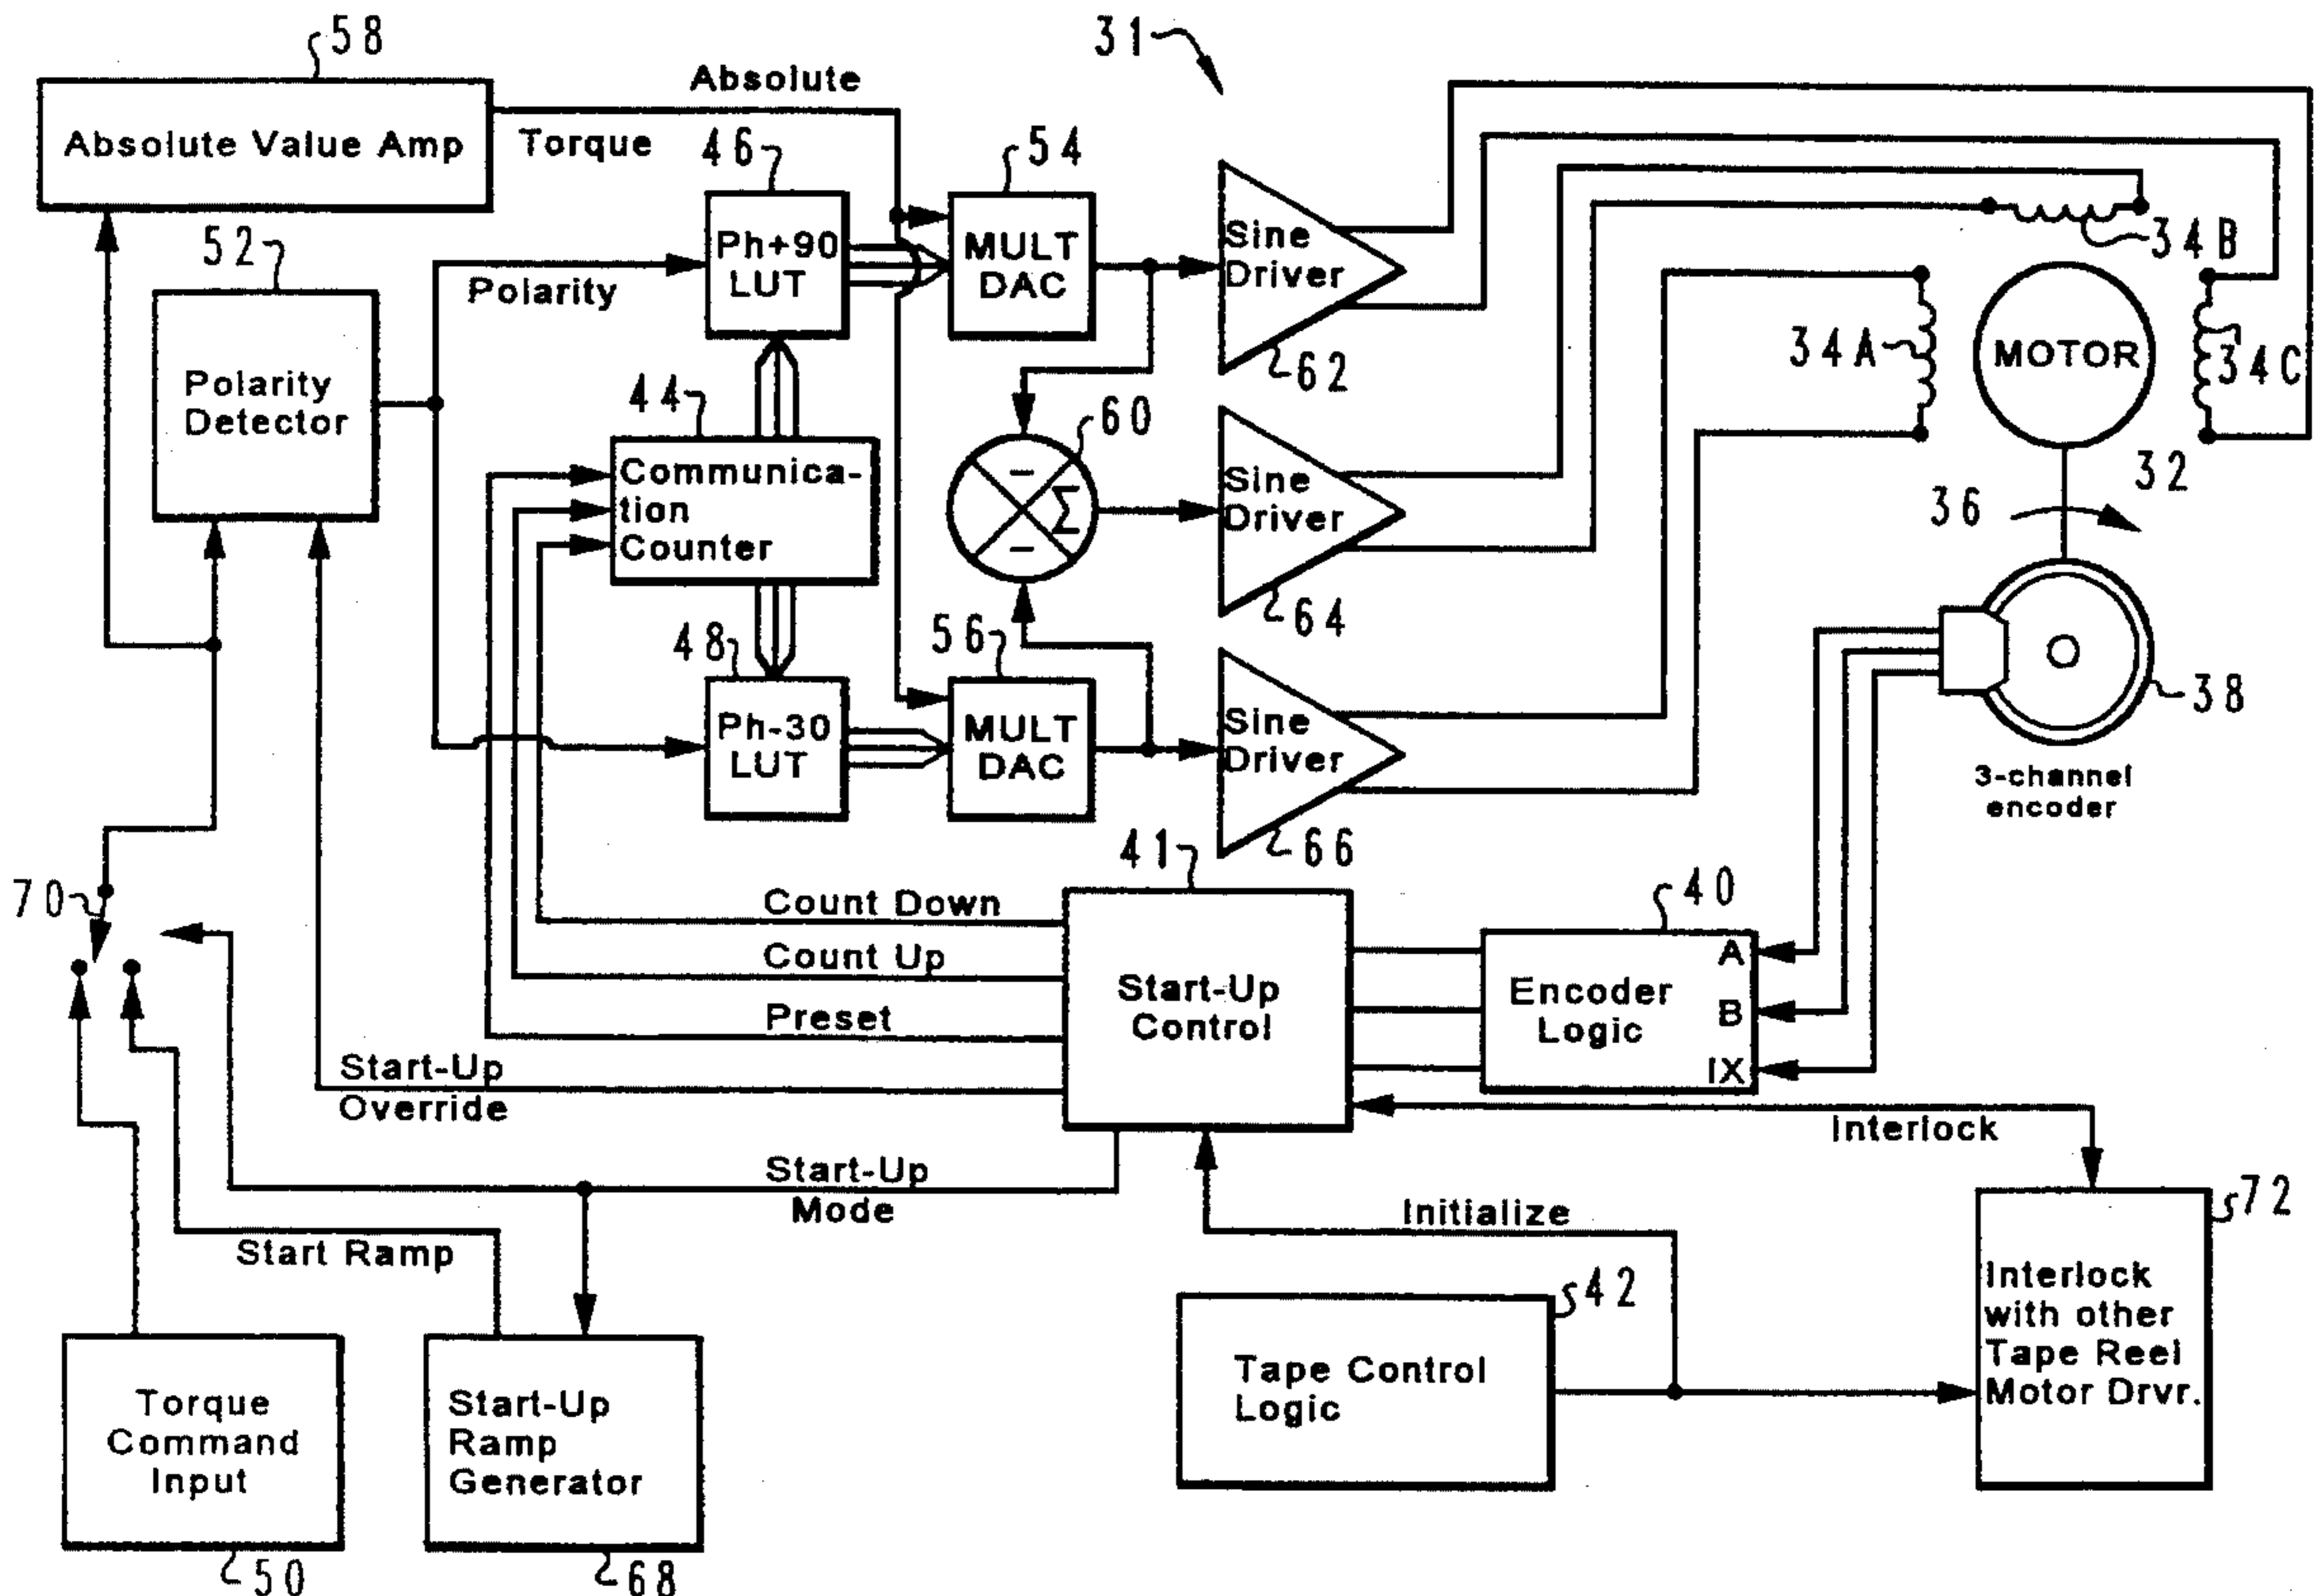 58
31
Absolute
Absolute Value Amp
Torque
46
54
52
Polarity
Ph+90
LUT
MULT
DAC
Sine
Driver
62
34B
34A
MOTOR
34C
Polarity
Detector
44
60
Communica-
tion
Counter
−
Σ
−
Sine
Driver
64
32
36
48
56
Ph-30
LUT
MULT
DAC
Sine
Driver
66
38
3-channel
encoder
70
41
40
Count Down
Count Up
Preset
Start-Up
Override
Start-Up
Control
Encoder
Logic
A
B
IX
Interlock
Start-Up
Mode
Start Ramp
Initialize
72
42
Interlock
with other
Tape Reel
Motor Drvr.
Tape Control
Logic
Torque
Command
Input
50
Start-Up
Ramp
Generator
68